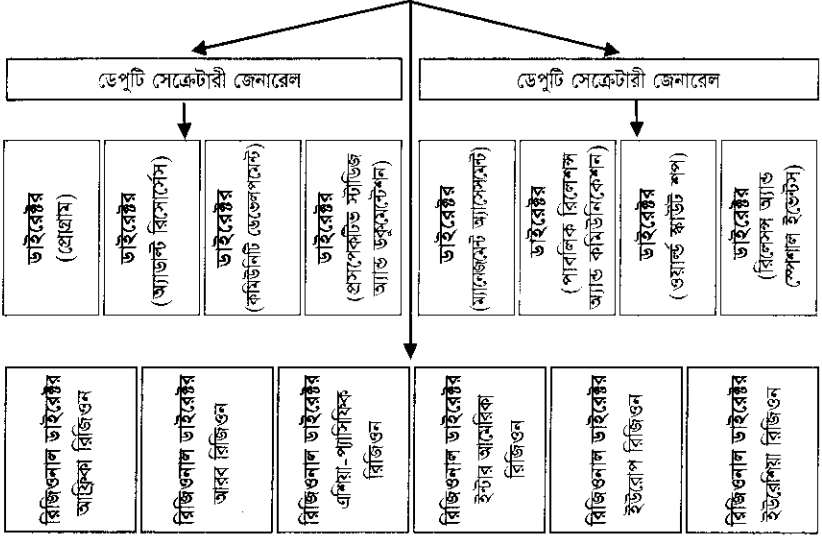 ডেপুটি সেক্রেটারী জেনারেল
ডেপুটি সেক্রেটারী জেনারেল
ডাইরেক্টর
(প্রোগ্রাম)
ডাইরেক্টর
(অ্যাডাল্ট রিসোর্সেস)
ডাইরেক্টর
(কমিউনিটি ডেভেলপমেন্ট)
ডাইরেক্টর
(প্রসপেকটিভ স্টাডিজ
অ্যান্ড ডকুমেন্টেশন)
ডাইরেক্টর
(ম্যানেজমেন্ট অ্যাসেসমেন্ট)
ডাইরেক্টর
(পাবলিক রিলেশন্স
অ্যান্ড কমিউনিকেশন)
ডাইরেক্টর
(ওয়ার্ল্ড স্কাউট শপ)
ডাইরেক্টর
(রিলেসন্স অ্যান্ড
স্পেশাল ইভেন্টস)
রিজিওনাল ডাইরেক্টর
আফ্রিকা রিজিওন
রিজিওনাল ডাইরেক্টর
আরব রিজিওন
রিজিওনাল ডাইরেক্টর
এশিয়া-প্যাসিফিক
রিজিওন
রিজিওনাল ডাইরেক্টর
ইন্টার আমেরিকা
রিজিওন
রিজিওনাল ডাইরেক্টর
ইউরোপ রিজিওন
রিজিওনাল ডাইরেক্টর
ইউরেশিয়া রিজিওন